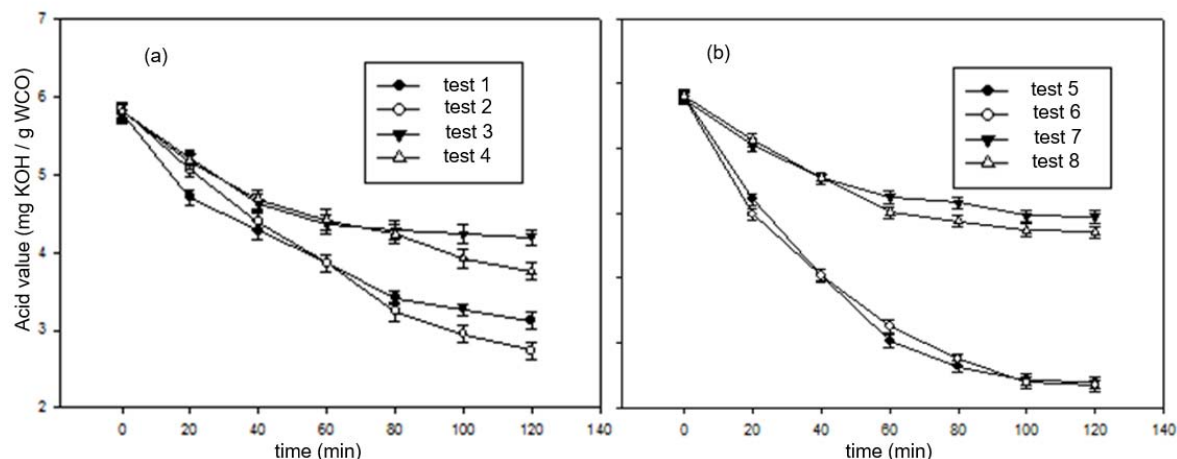 7
6
5
4
3
2
Acid value (mg KOH / g WCO)
(a)
test 1
test 2
test 3
test 4
0 20 40 60 80 100 120 140
time (min)
(b)
test 5
test 6
test 7
test 8
0 20 40 60 80 100 120 140
time (min)